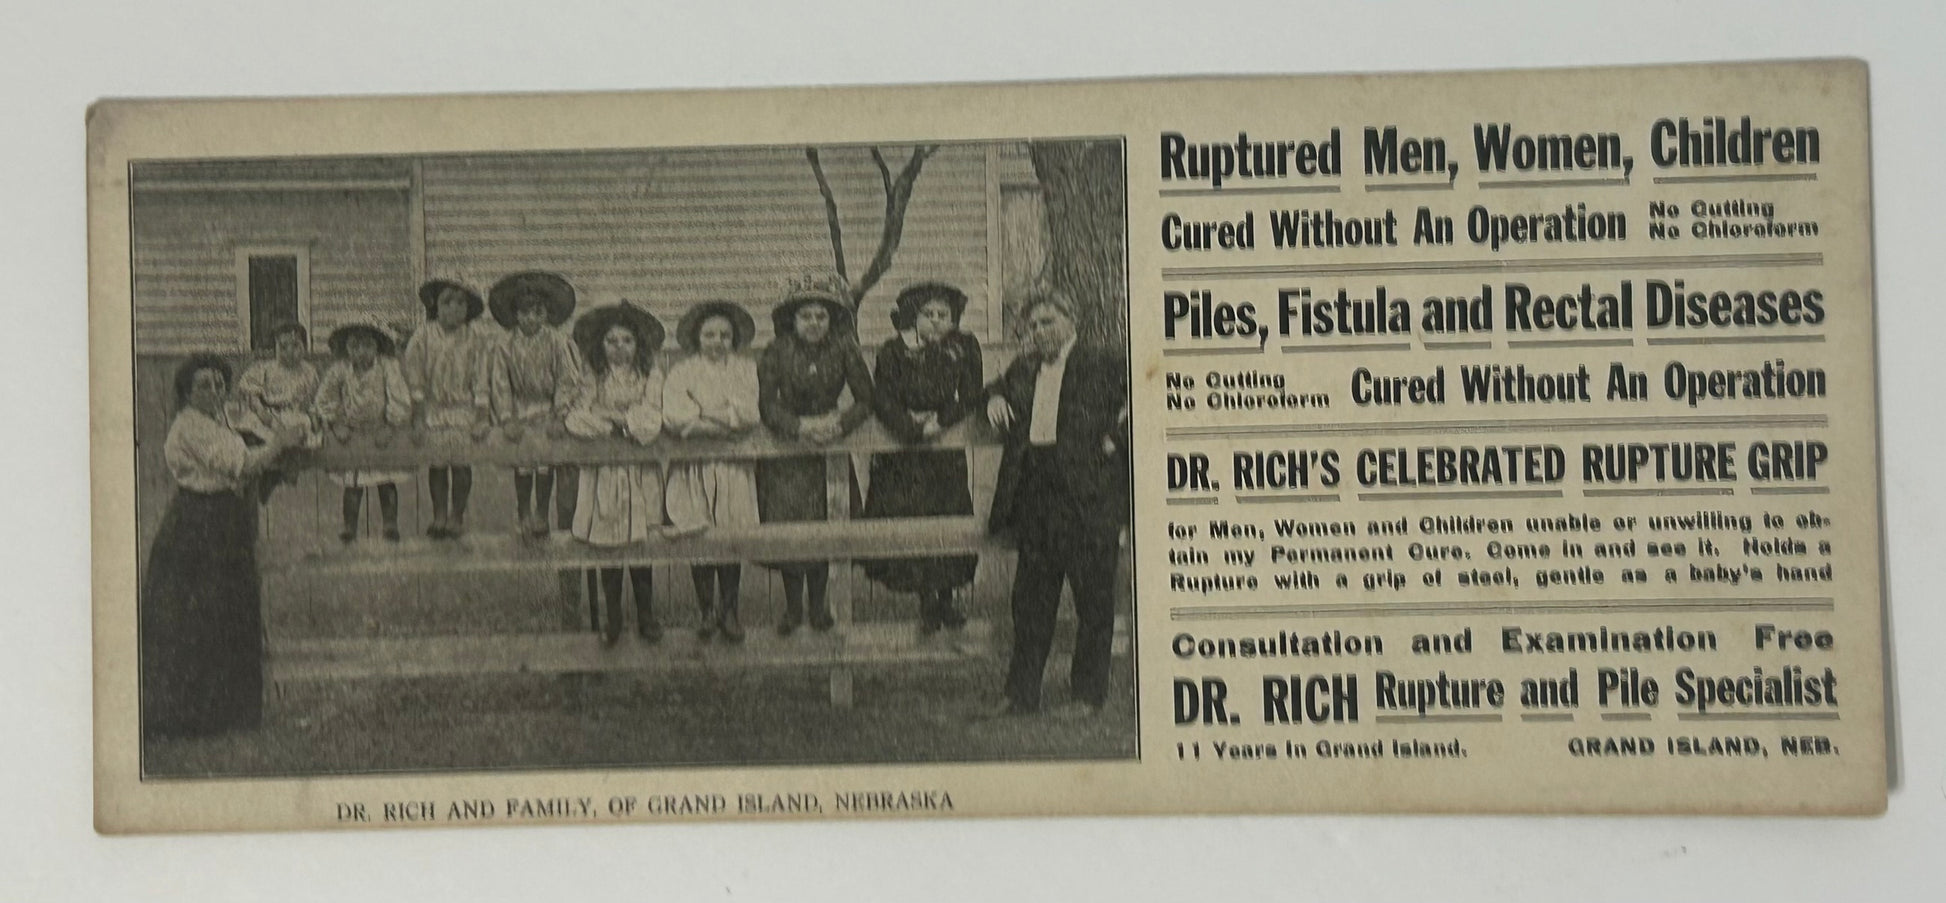 DR. RICH AND FAMILY, OF GRAND ISLAND, NEBRASKA
Ruptured Men, Women, Children
Cured Without An Operation No Cutting
No Chloroform
Piles, Fistula and Rectal Diseases
No Cutting
No Chloroform Cured Without An Operation
DR. RICH'S CELEBRATED RUPTURE GRIP
for Men, Women and Children unable or unwilling to ob-
tain my Permanent Cure. Come in and see it. Holds a
Rupture with a grip of steel, gentle as a baby's hand
Consultation and Examination Free
DR. RICH Rupture and Pile Specialist
11 Years in Grand Island. GRAND ISLAND, NEB.